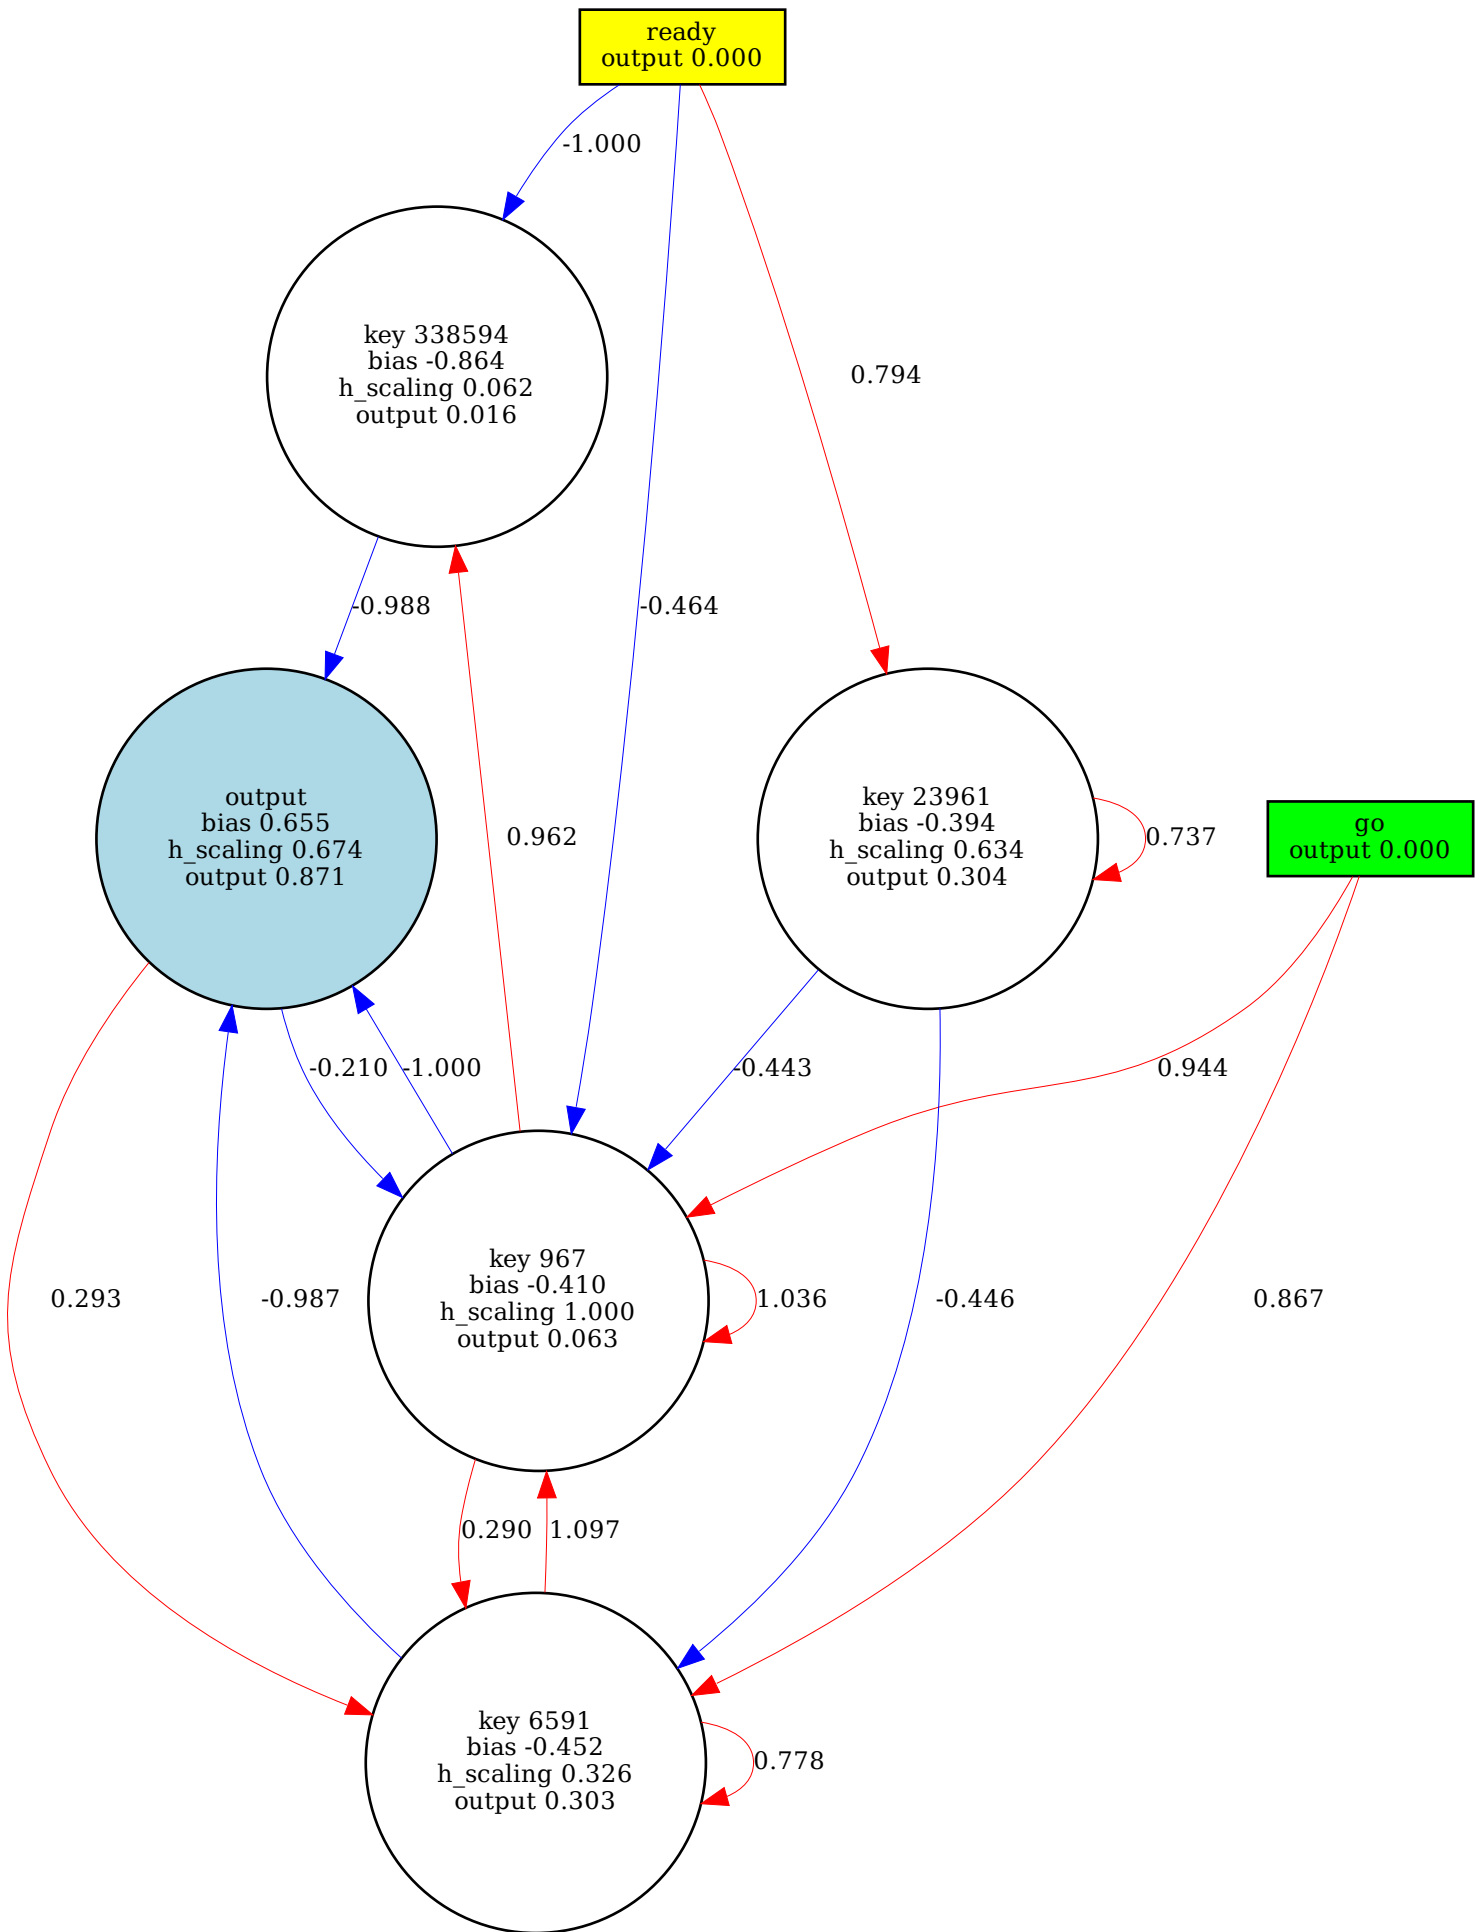 ready
output 0.000
-1.000
key 338594
bias -0.864
h_scaling 0.062
output 0.016
0.794
-0.988
-0.464
output
bias 0.655
h_scaling 0.674
output 0.871
0.962
key 23961
bias -0.394
h_scaling 0.634
output 0.304
0.737
go
output 0.000
-0.210
-1.000
-0.443
0.944
0.293
-0.987
key 967
bias -0.410
h_scaling 1.000
output 0.063
1.036
-0.446
0.867
0.290
1.097
key 6591
bias -0.452
h_scaling 0.326
output 0.303
0.778